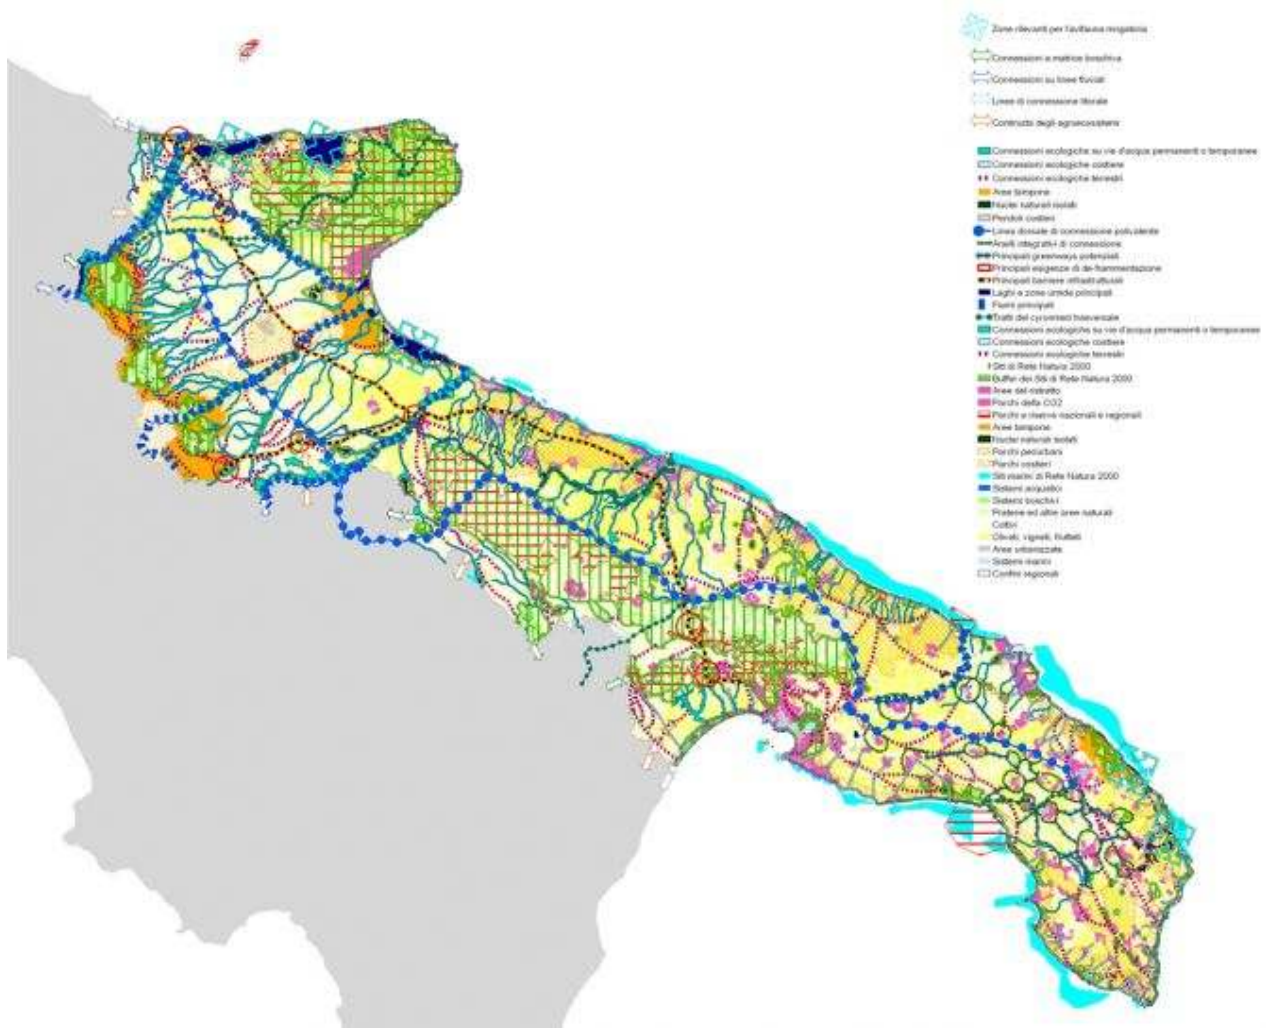 Zone rilevanti per l'avifauna migratoria
Connessioni a matrice boschiva
Connessioni su linee fluviali
Linee di connessione litorale
Continuità degli agroecosistemi
Connessioni ecologiche su vie d'acqua permanenti o temporanee
Connessioni ecologiche costiere
Connessioni ecologiche terrestri
Aree tampone
Nuclei naturali isolati
Pendoli costieri
Linea dorsale di connessione polivalente
Anelli integrativi di connessione
Principali greenways potenziali
Principali esigenze di de-frammentazione
Principali barriere infrastrutturali
Laghi e zone umide principali
Fiumi principali
Tratti del cyronmed trasversale
Connessioni ecologiche su vie d'acqua permanenti o temporanee
Connessioni ecologiche costiere
Connessioni ecologiche terrestri
Siti di Rete Natura 2000
Buffer dei Siti di Rete Natura 2000
Aree del ristretto
Parchi della CO2
Parchi e riserve nazionali e regionali
Aree tampone
Nuclei naturali isolati
Parchi periurbani
Parchi costieri
Siti marini di Rete Natura 2000
Sistemi acquatici
Sistemi boschivi
Praterie ed altre aree naturali
Coltivi
Oliveti, vigneti, frutteti
Aree urbanizzate
Sistemi marini
Confini regionali